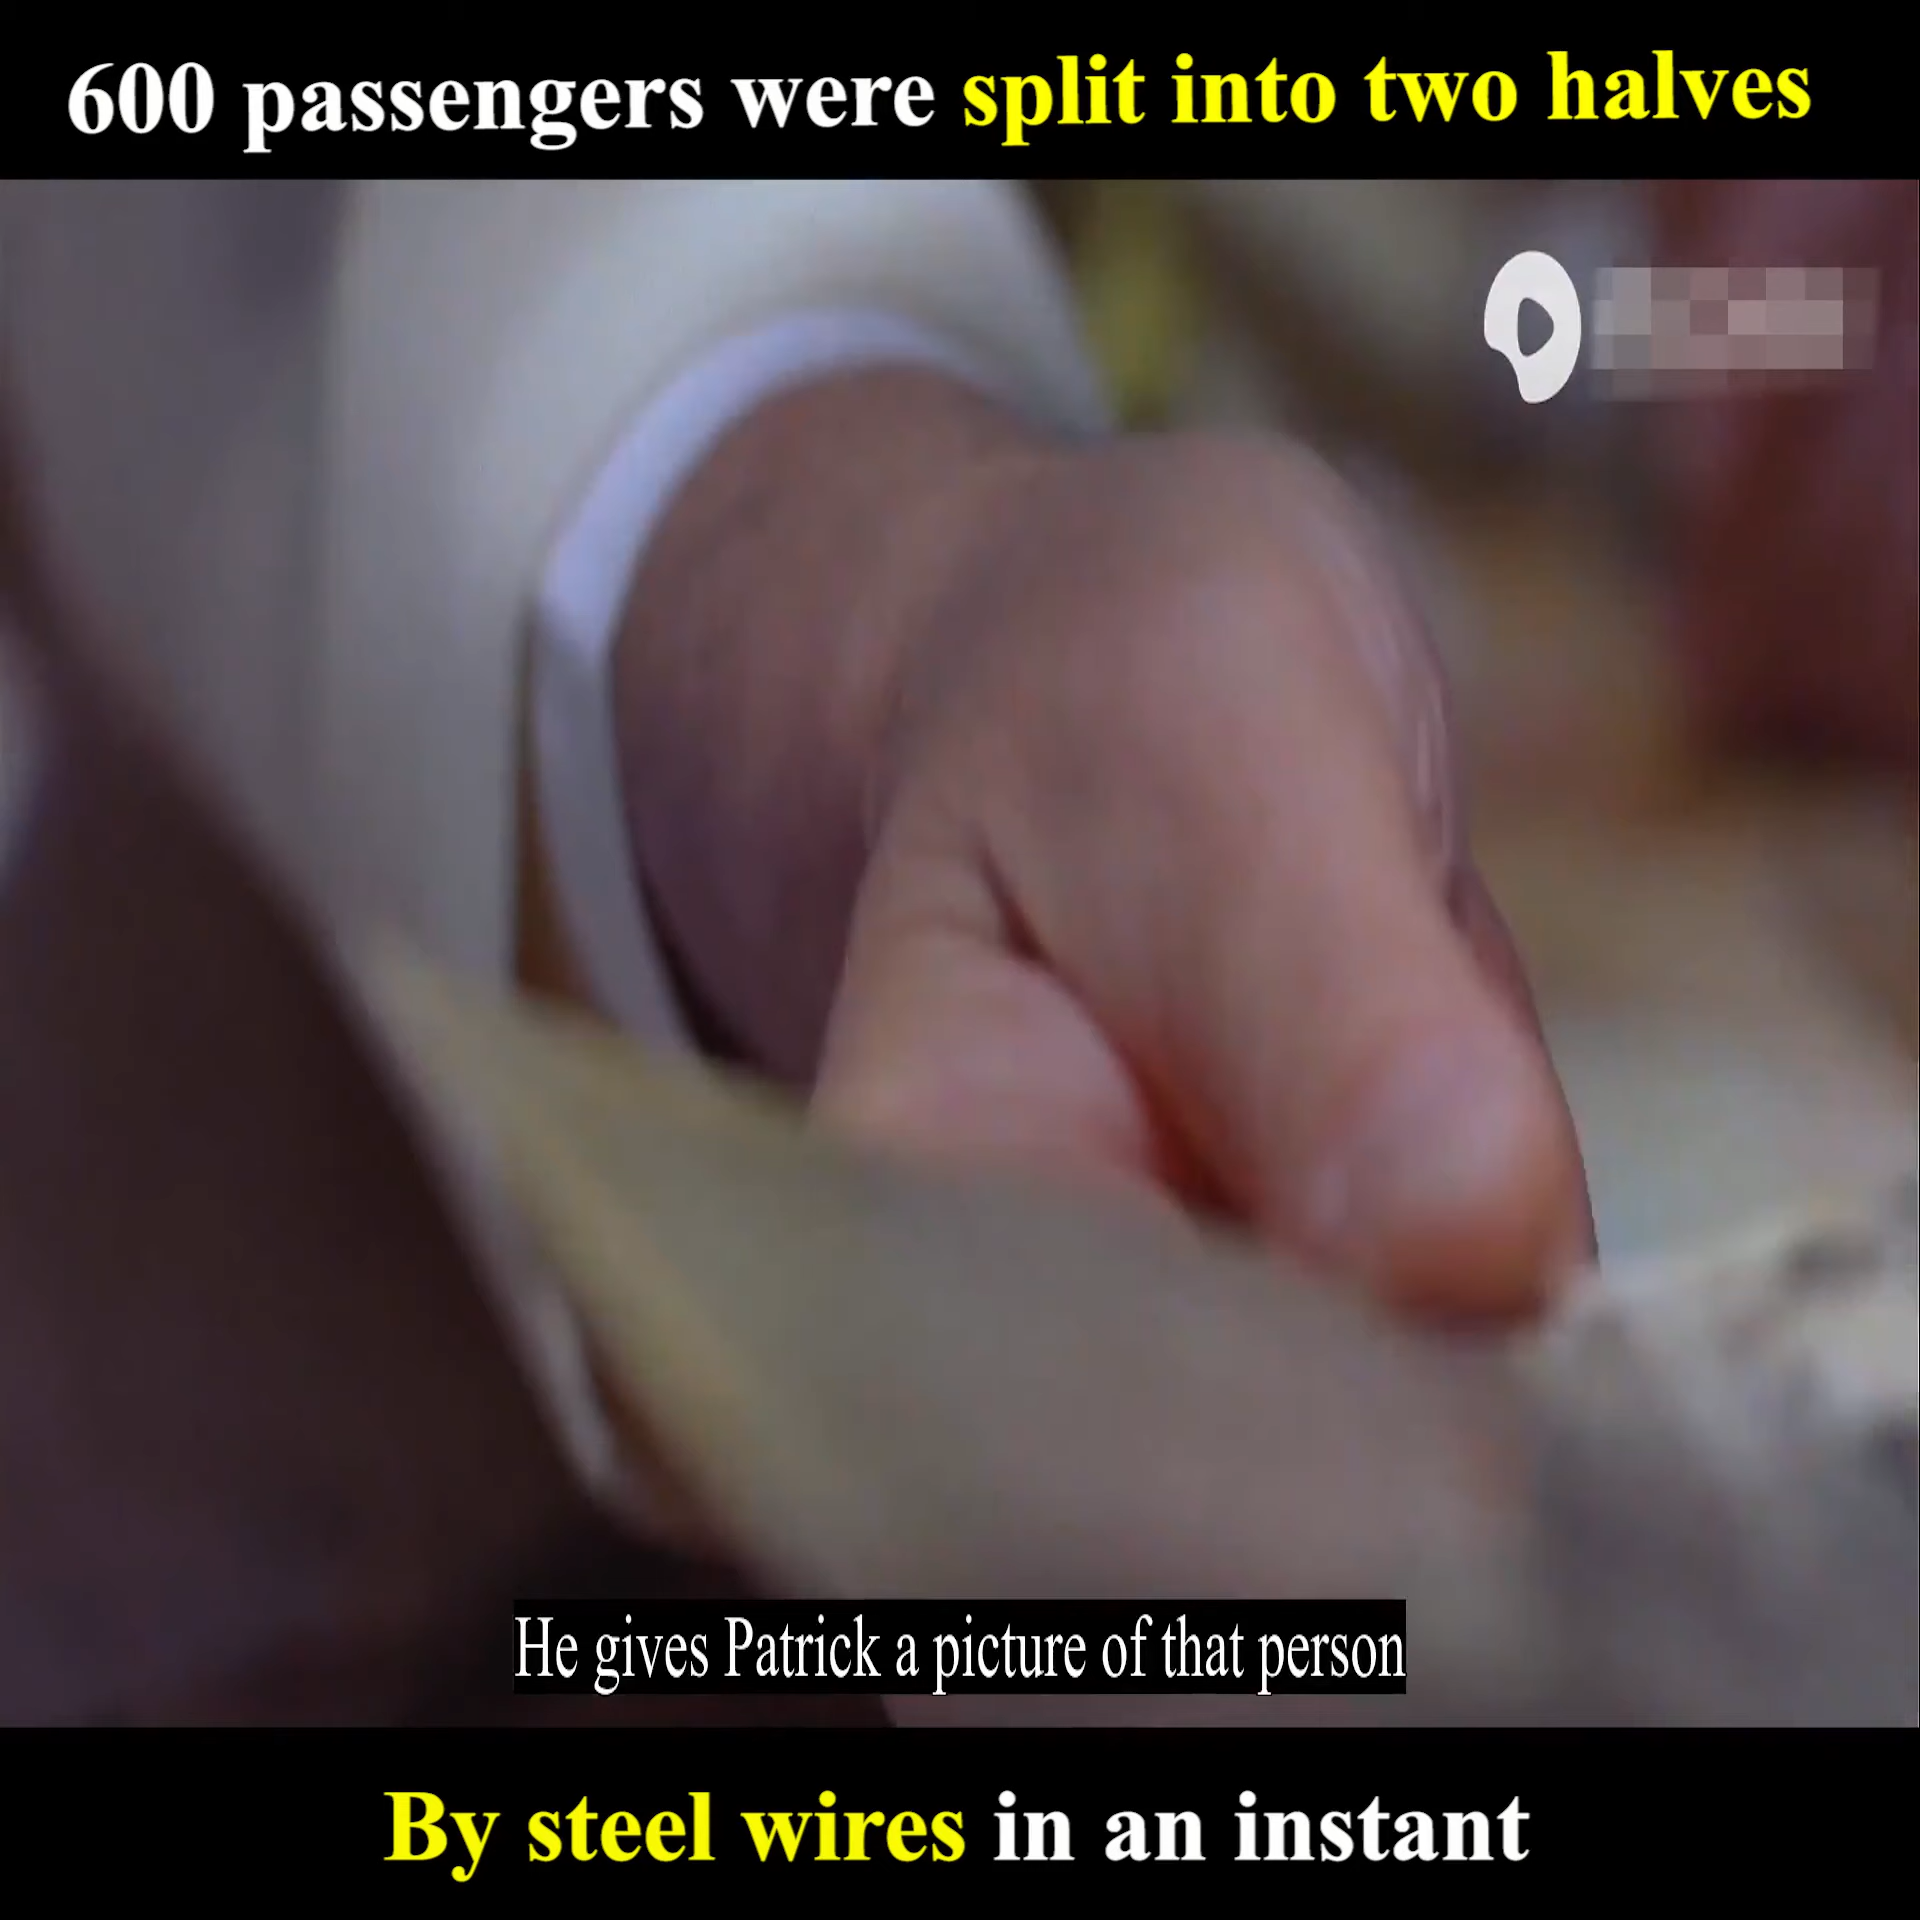 600 passengers were split into two halves
He gives Patrick a picture of that person
By steel wires in an instant